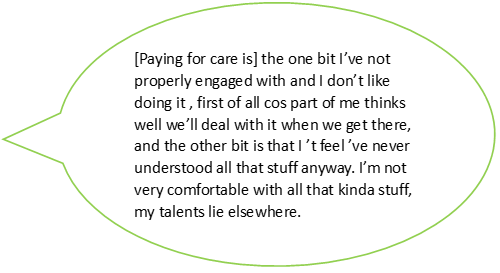 [Paying for care is] the one bit I’ve not
properly engaged with and I don’t like
doing it , first of all cos part of me thinks
well we’ll deal with it when we get there,
and the other bit is that I ’t feel ’ve never
understood all that stuff anyway. I’m not
very comfortable with all that kinda stuff,
my talents lie elsewhere.